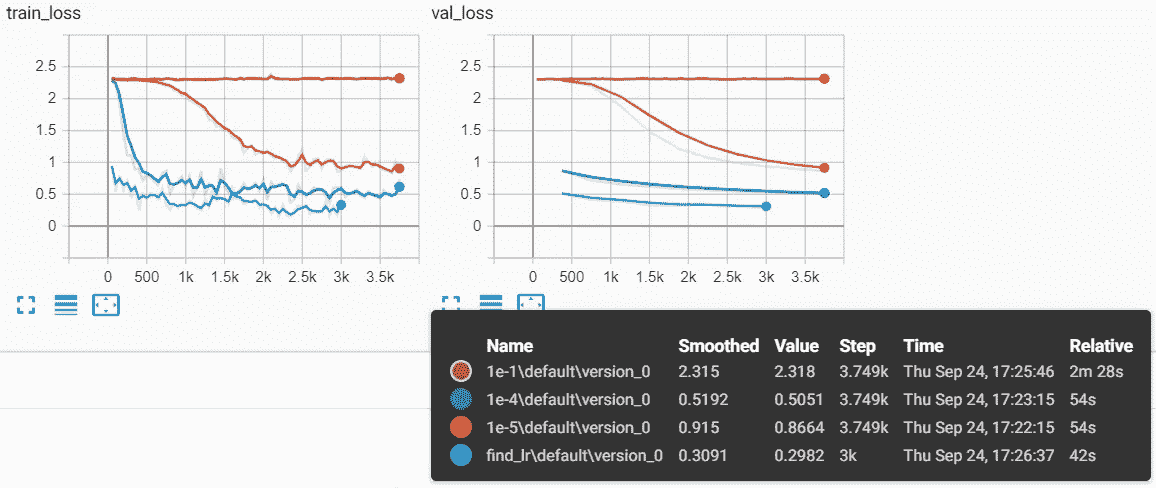 train_loss
val_loss
2.5
2
1.5
1
0.5
0
0 500 1k 1.5k 2k 2.5k 3k 3.5k
2.5
2
1.5
1
0.5
0
0 500 1k 1.5k 2k 2.5k 3k 3.5k
Name Smoothed Value Step Time Relative
1e-1\default\version_0 2.315 2.318 3.749k Thu Sep 24, 17:25:46 2m 28s
1e-4\default\version_0 0.5192 0.5051 3.749k Thu Sep 24, 17:23:15 54s
1e-5\default\version_0 0.915 0.8664 3.749k Thu Sep 24, 17:22:15 54s
find_lr\default\version_0 0.3091 0.2982 3k Thu Sep 24, 17:26:37 42s